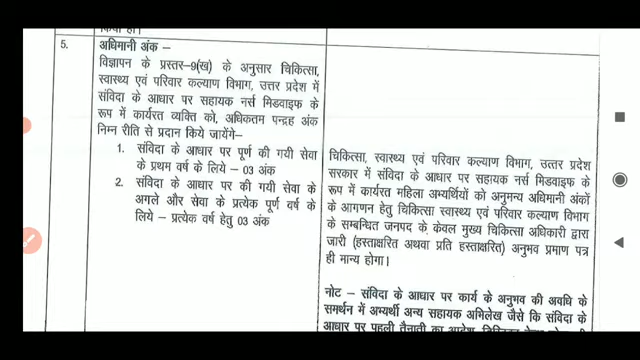 किया हो।
5.
अधिमानी अंक –
विज्ञापन के प्रस्तर-9(ख) के अनुसार चिकित्सा,
स्वास्थ्य एवं परिवार कल्याण विभाग, उत्तर प्रदेश में
संविदा के आधार पर सहायक नर्स मिडवाइफ के
रूप में कार्यरत व्यक्ति को, अधिकतम पन्द्रह अंक
निम्न रीति से प्रदान किये जायेंगे–
1. संविदा के आधार पर पूर्ण की गयी सेवा
के प्रथम वर्ष के लिये – 03 अंक
2. संविदा के आधार पर की गयी सेवा के
अगले और सेवा के प्रत्येक पूर्ण वर्ष के
लिये – प्रत्येक वर्ष हेतु 03 अंक
चिकित्सा, स्वास्थ्य एवं परिवार कल्याण विभाग, उत्तर प्रदेश
सरकार में संविदा के आधार पर सहायक नर्स मिडवाइफ के
रूप में कार्यरत महिला अभ्यर्थियों को अनुमन्य अधिमानी अंकों
के आगणन हेतु चिकित्सा स्वास्थ्य एवं परिवार कल्याण विभाग
के सम्बन्धित जनपद के केवल मुख्य चिकित्सा अधिकारी द्वारा
जारी (हस्ताक्षरित अथवा प्रति हस्ताक्षरित) अनुभव प्रमाण पत्र
ही मान्य होगा।
नोट – संविदा के आधार पर कार्य के अनुभव की अवधि के
समर्थन में अभ्यर्थी अन्य सहायक अभिलेख जैसे कि संविदा के
आधार पर पहली तैनाती का आदेश,